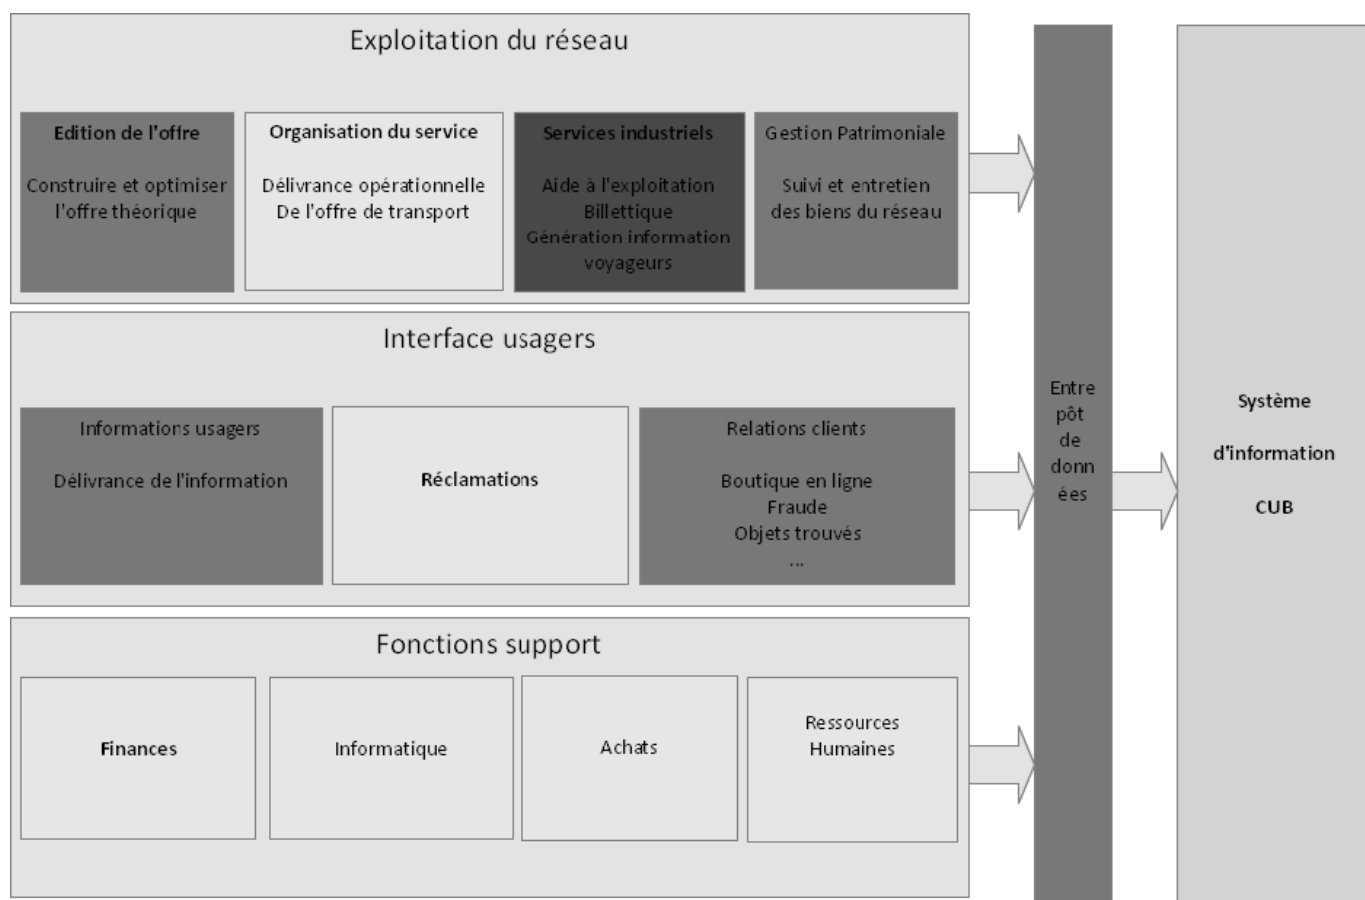 Exploitation du réseau
Edition de l'offre
Construire et optimiser
l'offre théorique
Organisation du service
Délivrance opérationnelle
De l'offre de transport
Services industriels
Aide à l'exploitation
Billettique
Génération information
voyageurs
Gestion Patrimoniale
Suivi et entretien
des biens du réseau
Interface usagers
Informations usagers
Délivrance de l'information
Réclamations
Relations clients
Boutique en ligne
Fraude
Objets trouvés
...
Fonctions support
Finances
Informatique
Achats
Ressources
Humaines
Entre
pôt
de
donn
ées
Système
d'information
CUB